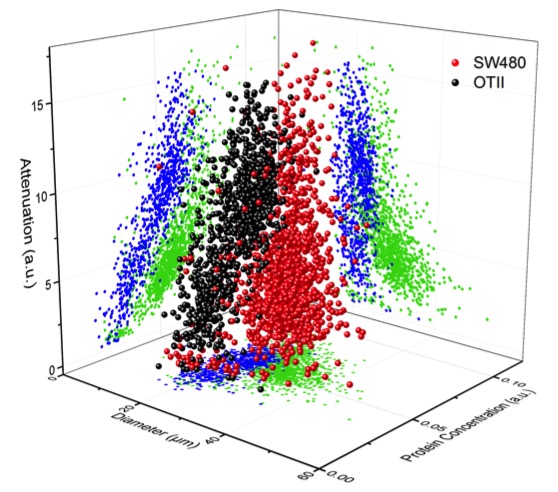 SW480
OTII
15
10
5
0
Attenuation (a.u.)
0
20
40
60
Diameter (μm)
0.00
0.05
0.10
Protein Concentration (a.u.)